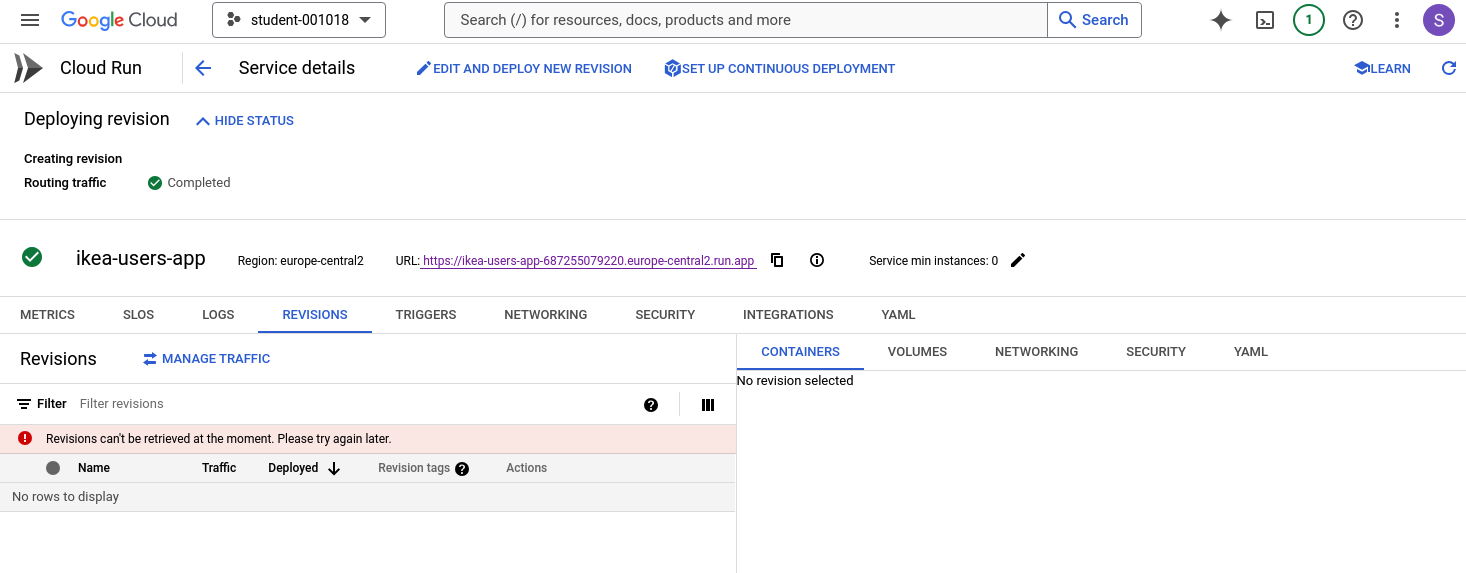 Google Cloud student-001018 Search (/) for resources, docs, products and more Search 1 S
Cloud Run Service details EDIT AND DEPLOY NEW REVISION SET UP CONTINUOUS DEPLOYMENT LEARN
Deploying revision HIDE STATUS
Creating revision
Routing traffic Completed
ikea-users-app Region: europe-central2 URL: https://ikea-users-app-687255079220.europe-central2.run.app Service min instances: 0
METRICS SLOS LOGS REVISIONS TRIGGERS NETWORKING SECURITY INTEGRATIONS YAML
Revisions MANAGE TRAFFIC
Filter Filter revisions
Revisions can't be retrieved at the moment. Please try again later.
Name Traffic Deployed Revision tags Actions
No rows to display
CONTAINERS VOLUMES NETWORKING SECURITY YAML
No revision selected